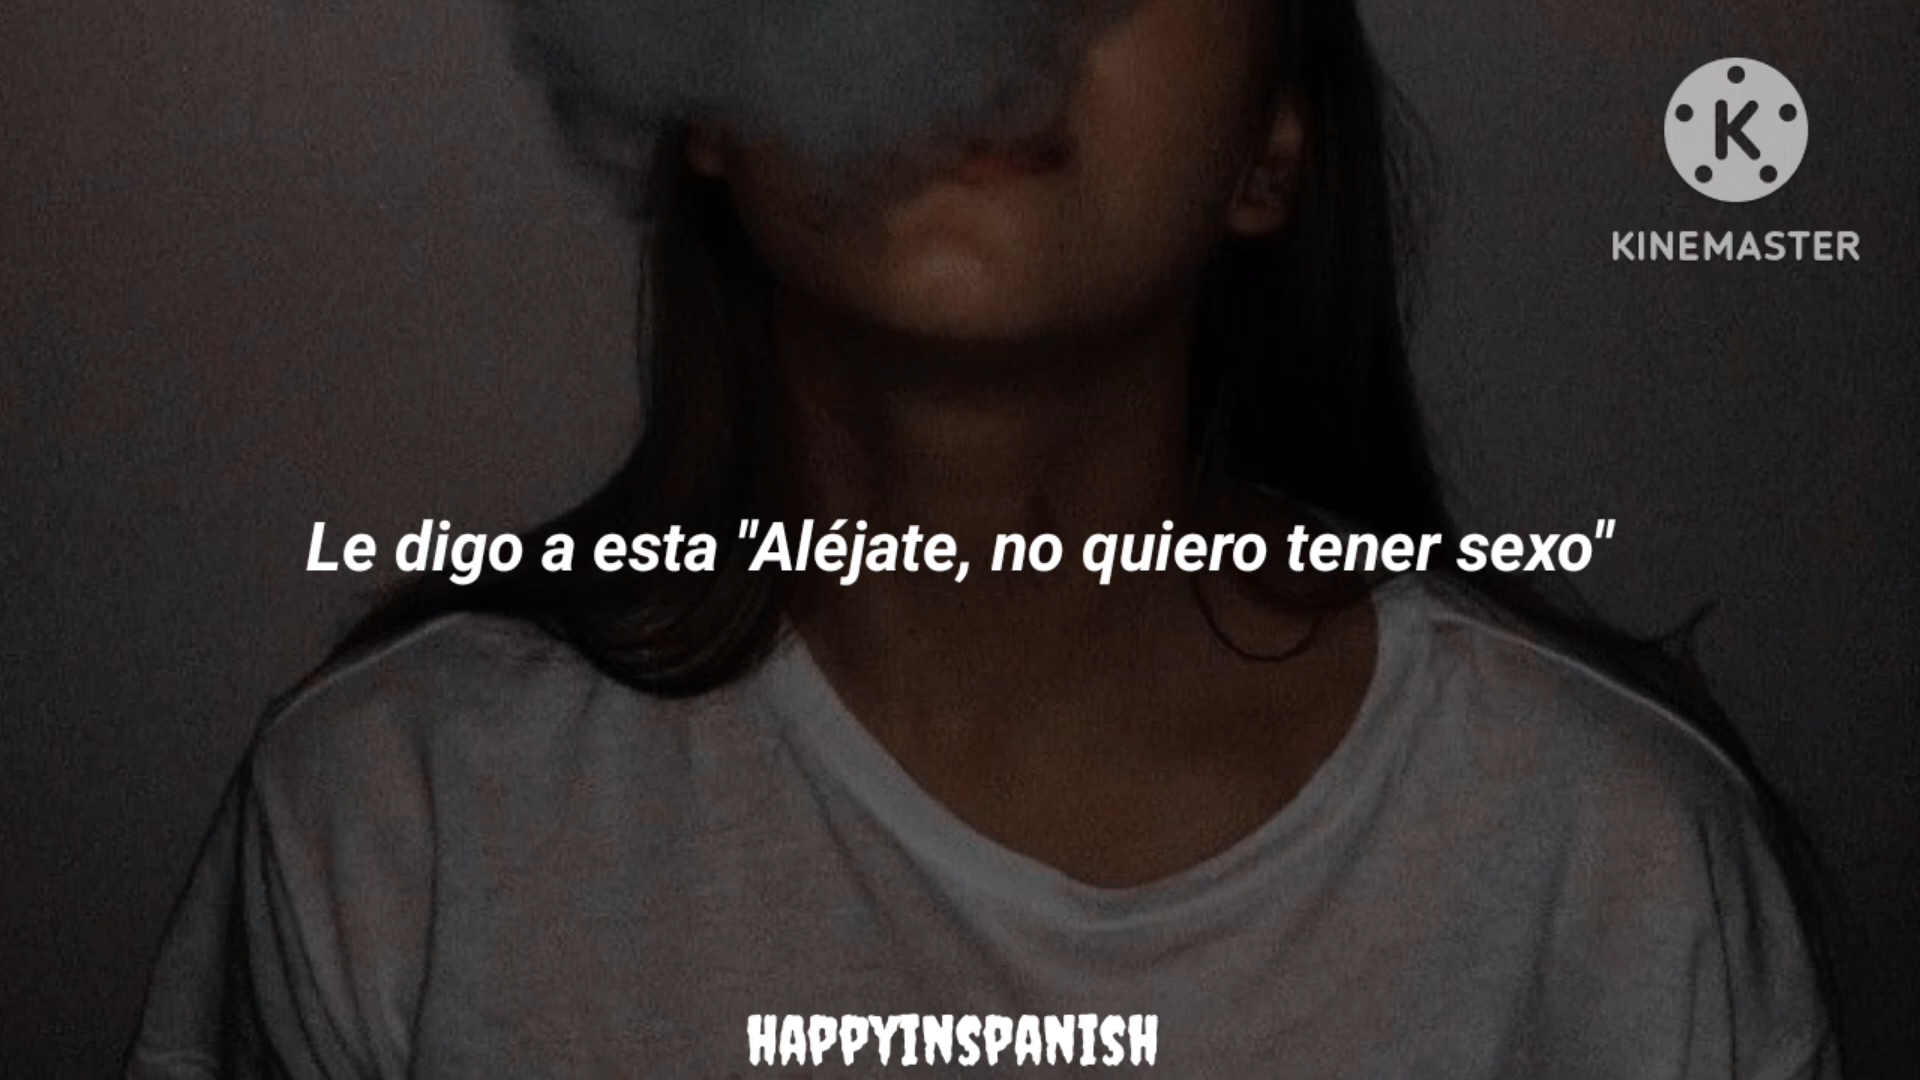 KINEMASTER
Le digo a esta "Aléjate, no quiero tener sexo"
HAPPYINSPANISH